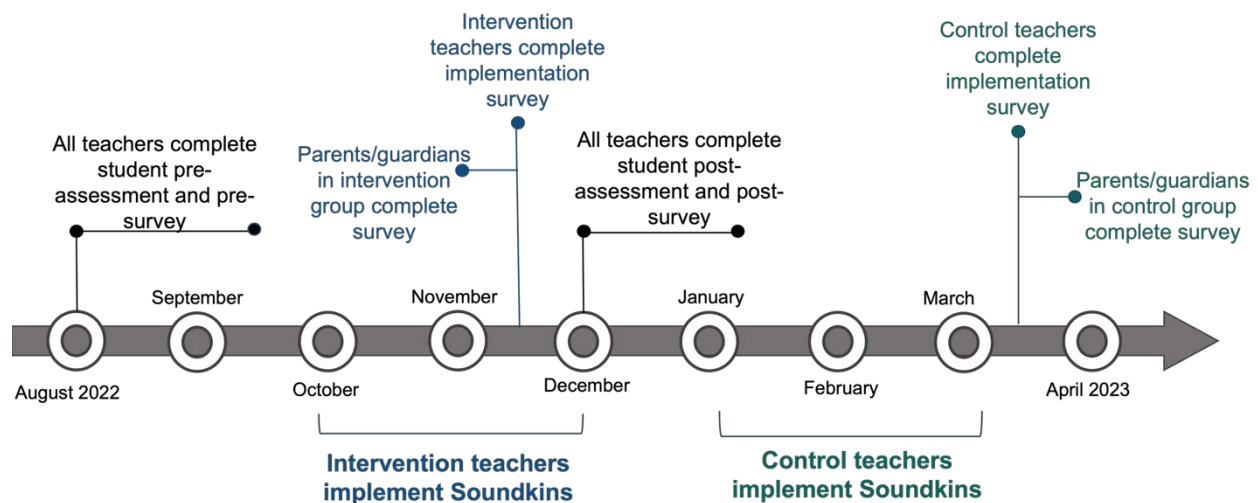 Intervention
teachers complete
implementation
survey
Control teachers
complete
implementation
survey
All teachers complete
student pre-
assessment and pre-
survey
Parents/guardians
in intervention
group complete
survey
All teachers complete
student post-
assessment and post-
survey
Parents/guardians
in control group
complete survey
September
November
January
March
August 2022
October
December
February
April 2023
Intervention teachers
implement Soundkins
Control teachers
implement Soundkins